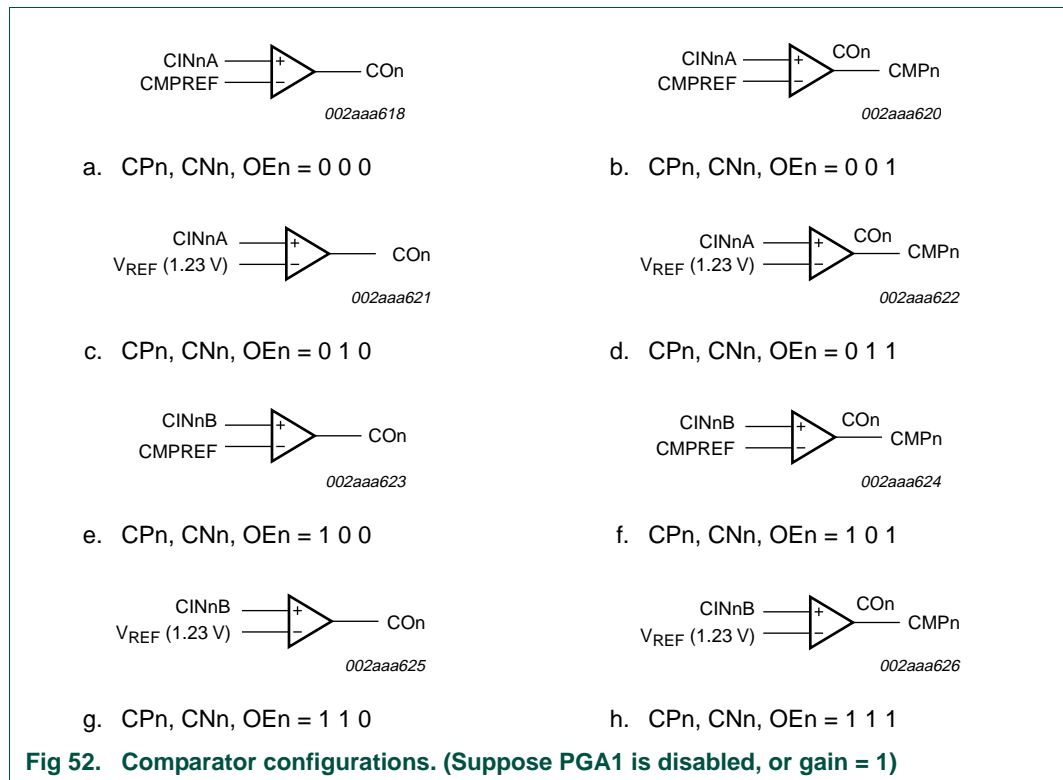 CINnA + COn
CMPREF −
002aaa618
a. CPn, CNn, OEn = 0 0 0
CINnA + COn CMPn
CMPREF −
002aaa620
b. CPn, CNn, OEn = 0 0 1
CINnA + COn
VREF (1.23 V) −
002aaa621
c. CPn, CNn, OEn = 0 1 0
CINnA + COn CMPn
VREF (1.23 V) −
002aaa622
d. CPn, CNn, OEn = 0 1 1
CINnB + COn
CMPREF −
002aaa623
e. CPn, CNn, OEn = 1 0 0
CINnB + COn CMPn
CMPREF −
002aaa624
f. CPn, CNn, OEn = 1 0 1
CINnB + COn
VREF (1.23 V) −
002aaa625
g. CPn, CNn, OEn = 1 1 0
CINnB + COn CMPn
VREF (1.23 V) −
002aaa626
h. CPn, CNn, OEn = 1 1 1
Fig 52. Comparator configurations. (Suppose PGA1 is disabled, or gain = 1)